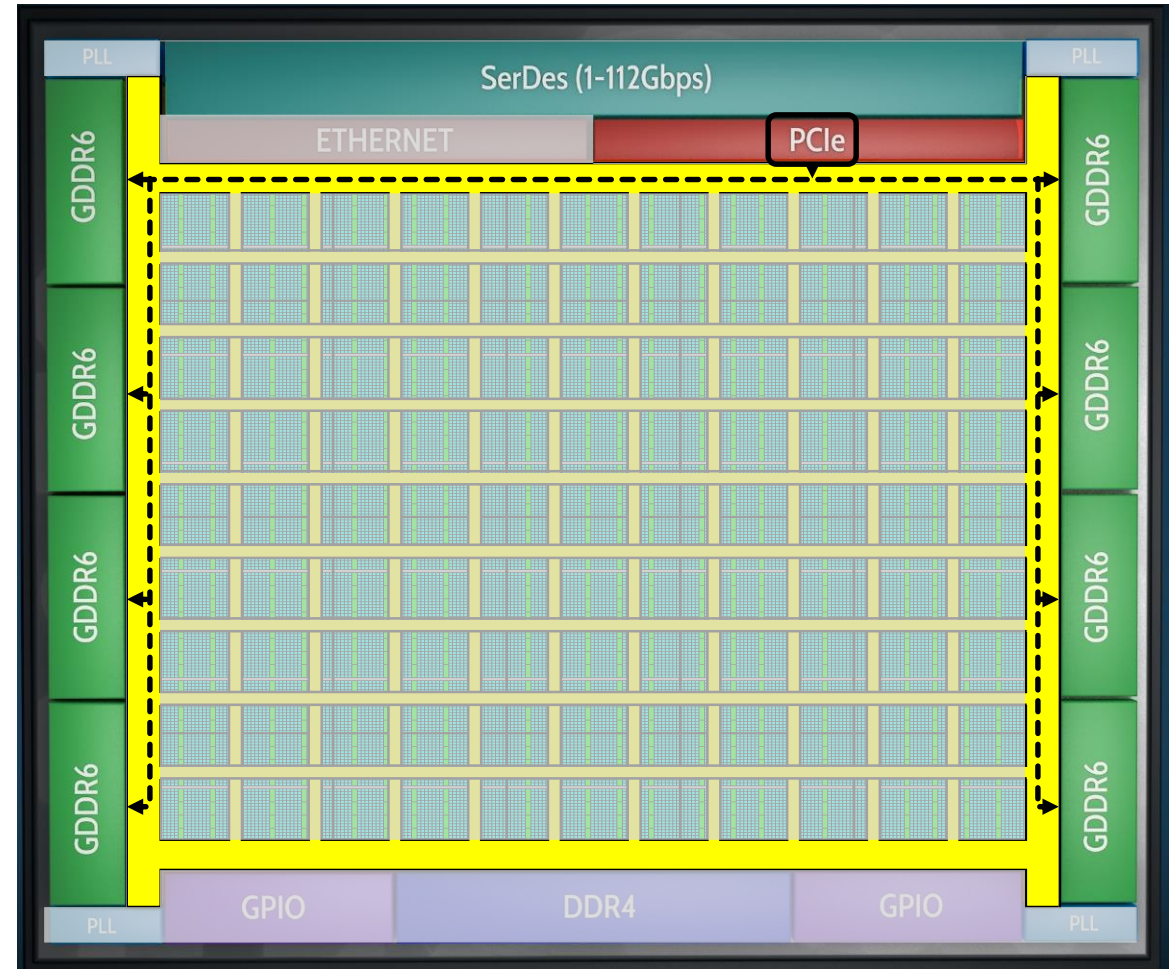 PLL
SerDes (1-112Gbps)
PLL
ETHERNET
PCIe
GDDR6
GDDR6
GDDR6
GDDR6
GDDR6
GDDR6
GDDR6
GDDR6
PLL
GPIO
DDR4
GPIO
PLL